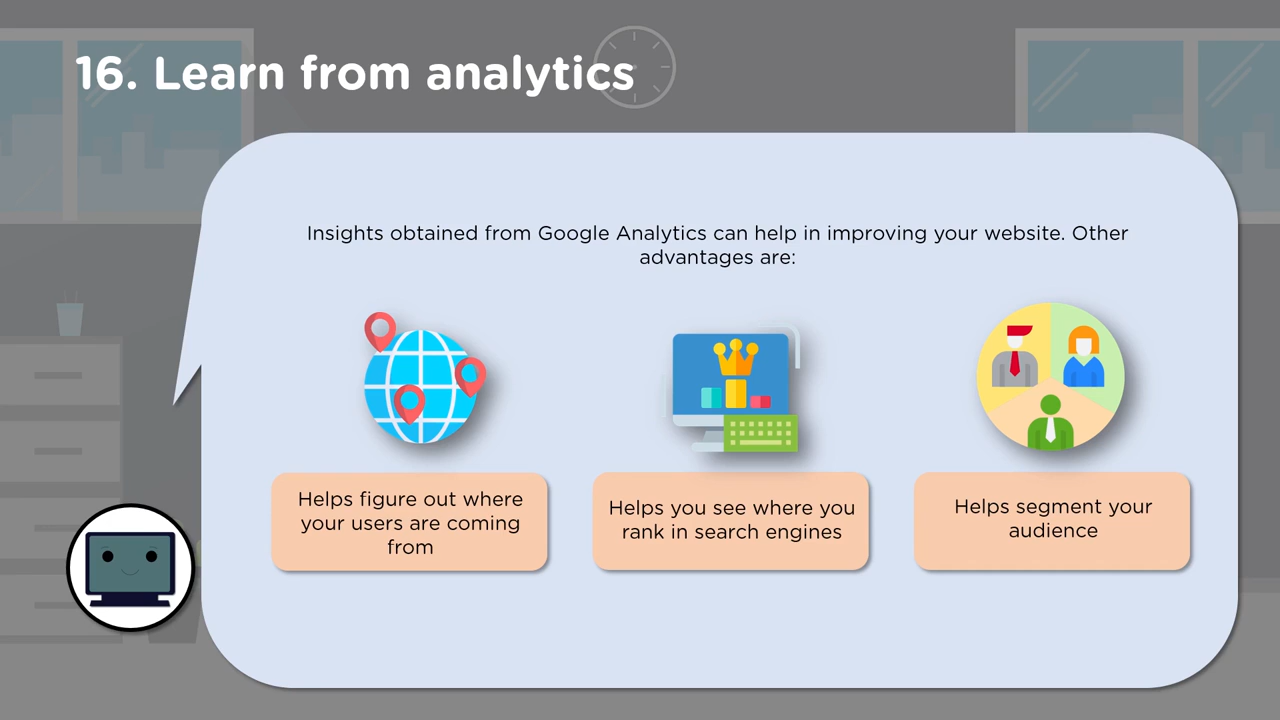 16. Learn from analytics
Insights obtained from Google Analytics can help in improving your website. Other
advantages are:
Helps figure out where
your users are coming
from
Helps you see where you
rank in search engines
Helps segment your
audience